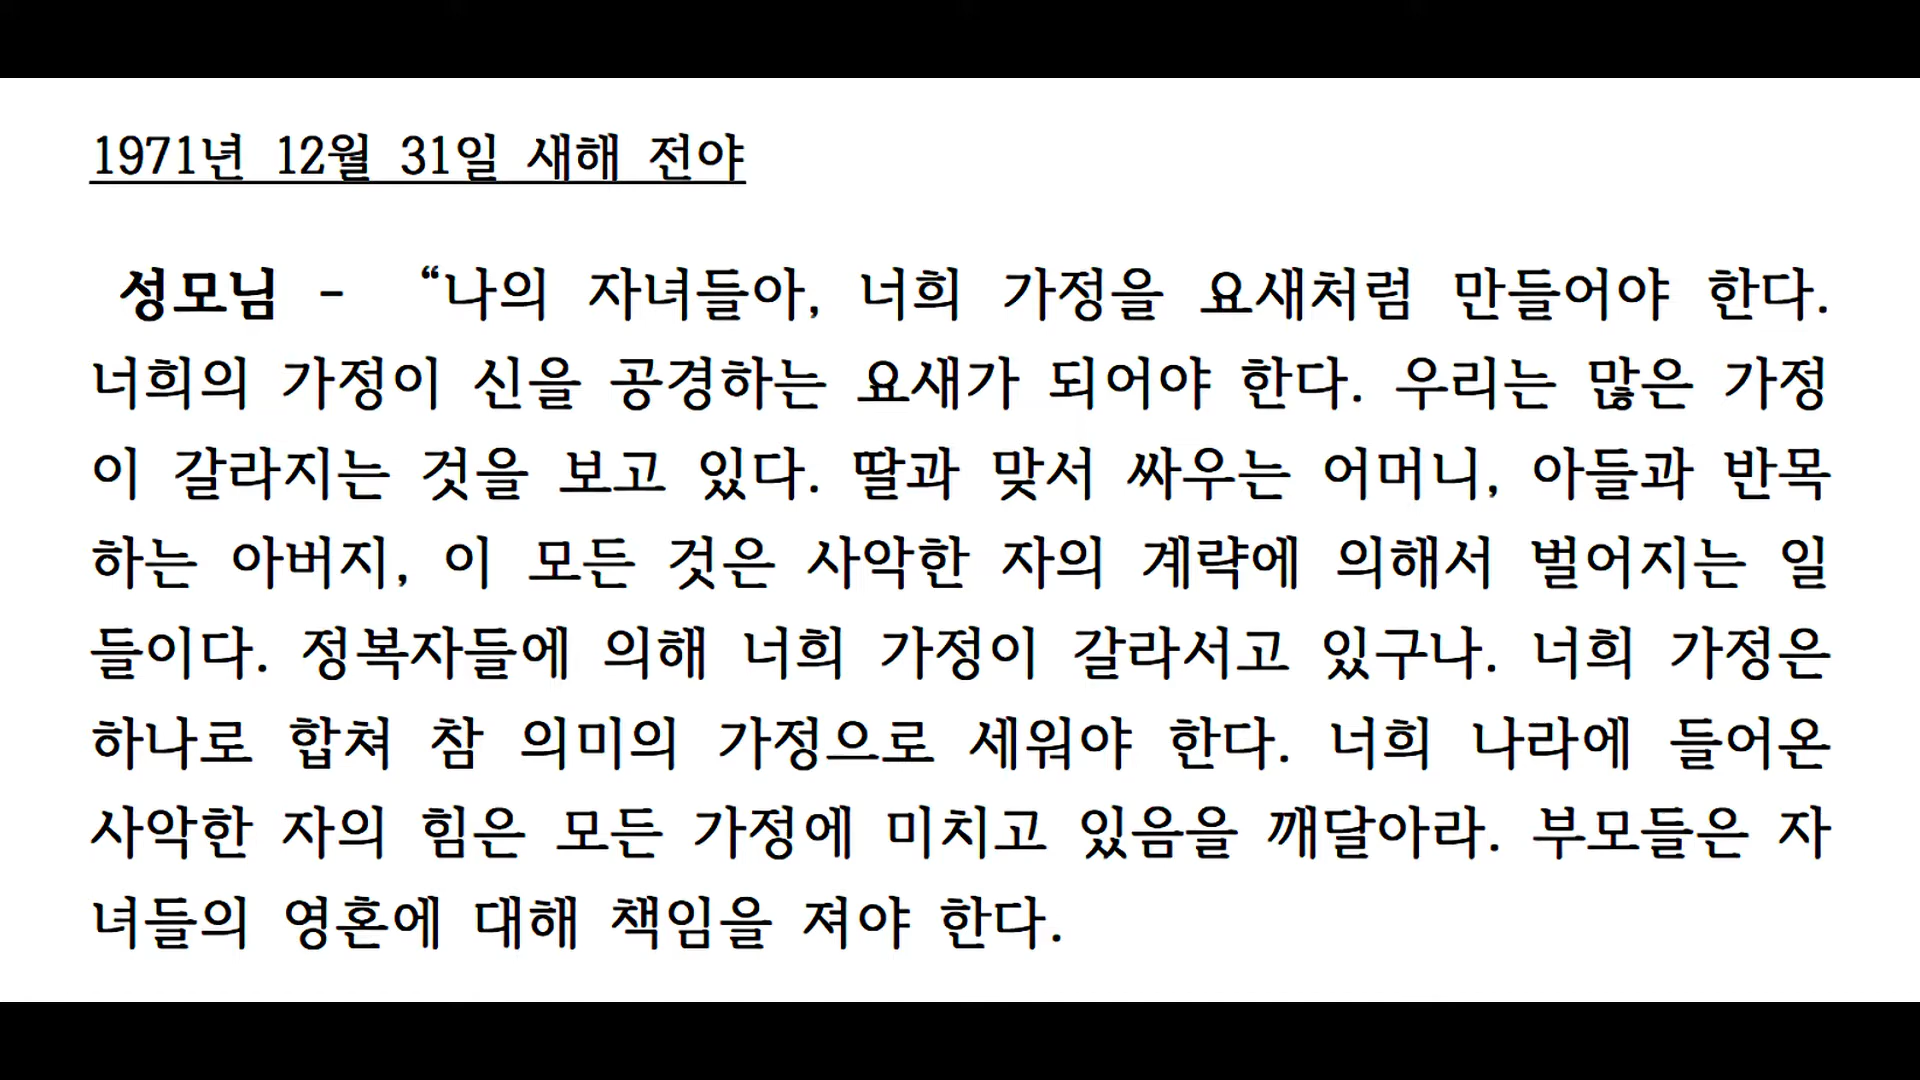 1971년 12월 31일 새해 전야
성모님 - “나의 자녀들아, 너희 가정을 요새처럼 만들어야 한다.
너희의 가정이 신을 공경하는 요새가 되어야 한다. 우리는 많은 가정
이 갈라지는 것을 보고 있다. 딸과 맞서 싸우는 어머니, 아들과 반목
하는 아버지, 이 모든 것은 사악한 자의 계략에 의해서 벌어지는 일
들이다. 정복자들에 의해 너희 가정이 갈라서고 있구나. 너희 가정은
하나로 합쳐 참 의미의 가정으로 세워야 한다. 너희 나라에 들어온
사악한 자의 힘은 모든 가정에 미치고 있음을 깨달아라. 부모들은 자
녀들의 영혼에 대해 책임을 져야 한다.